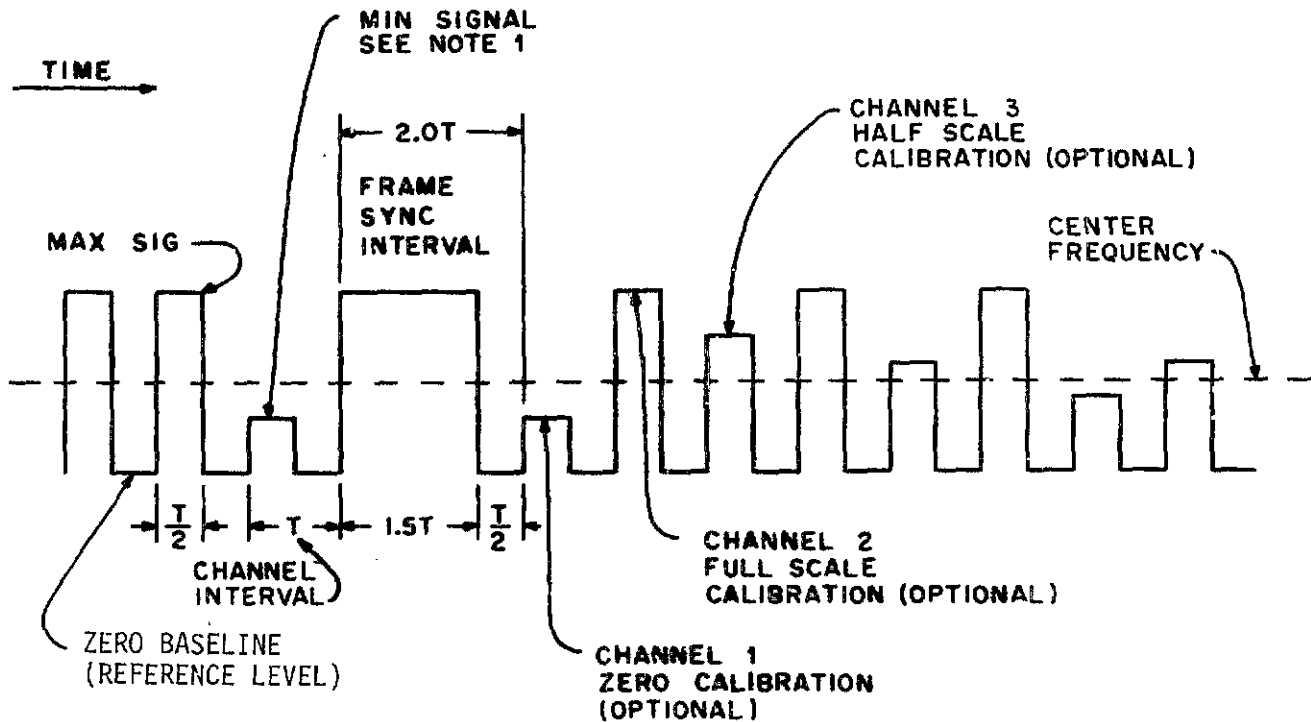 MIN SIGNAL
SEE NOTE 1
TIME
2.0T
CHANNEL 3
HALF SCALE
CALIBRATION (OPTIONAL)
FRAME
SYNC
INTERVAL
MAX SIG
CENTER
FREQUENCY
T
2
T
1.5T
T
2
CHANNEL
INTERVAL
CHANNEL 2
FULL SCALE
CALIBRATION (OPTIONAL)
ZERO BASELINE
(REFERENCE LEVEL)
CHANNEL 1
ZERO CALIBRATION
(OPTIONAL)